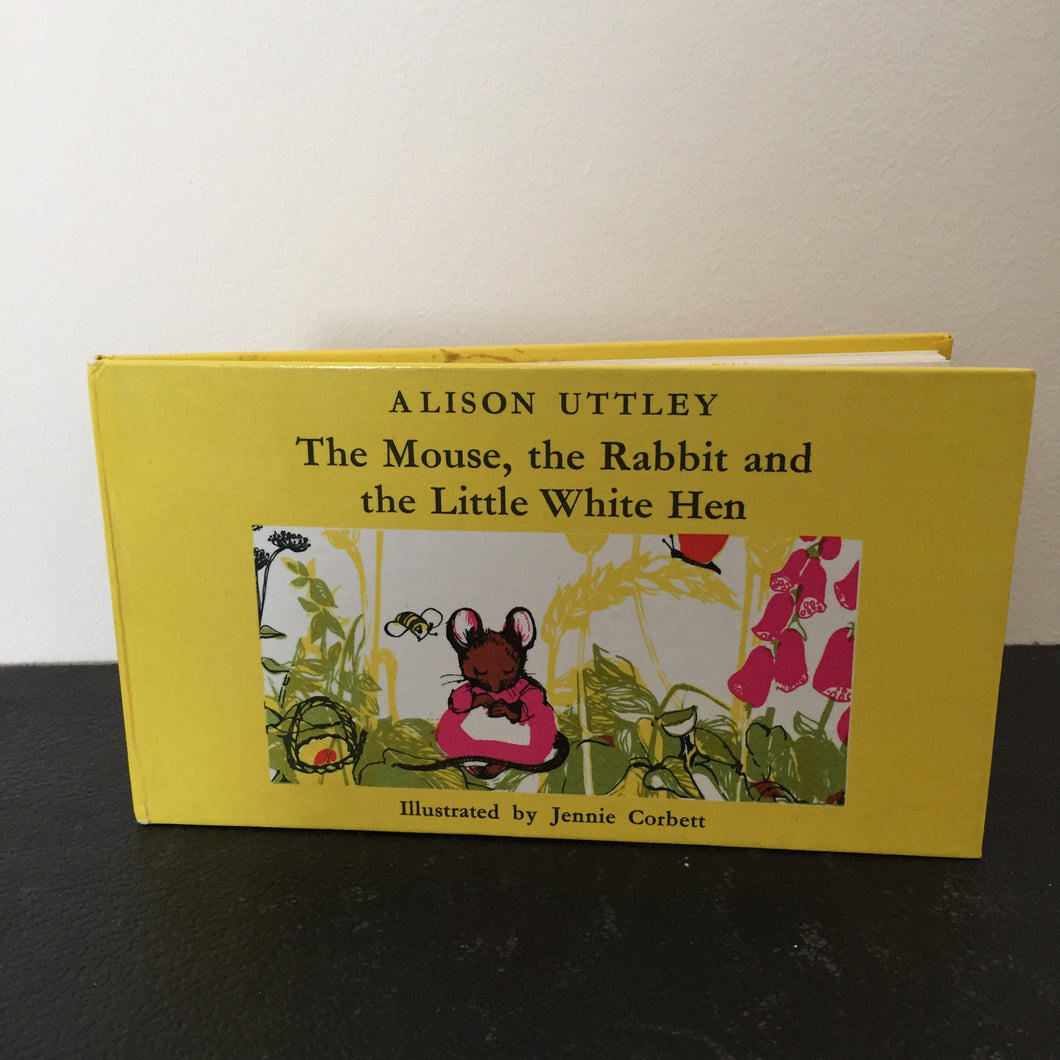 ALISON UTTLEY
The Mouse, the Rabbit and
the Little White Hen
Illustrated by Jennie Corbett